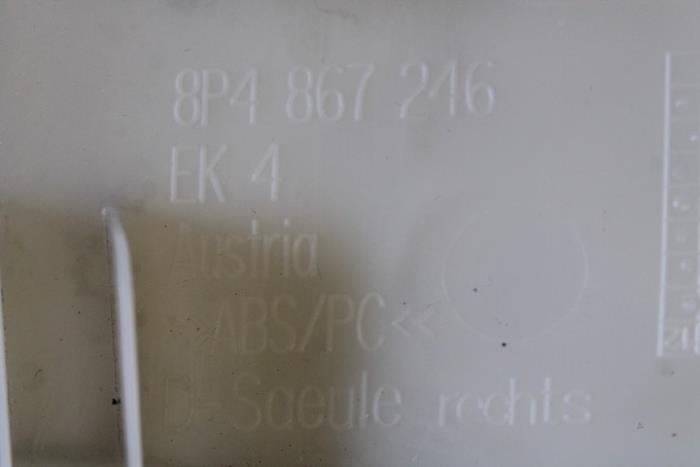 8P4 867 246
EK 4
Austria
>ABS/PC<<
D-Saeule rechts